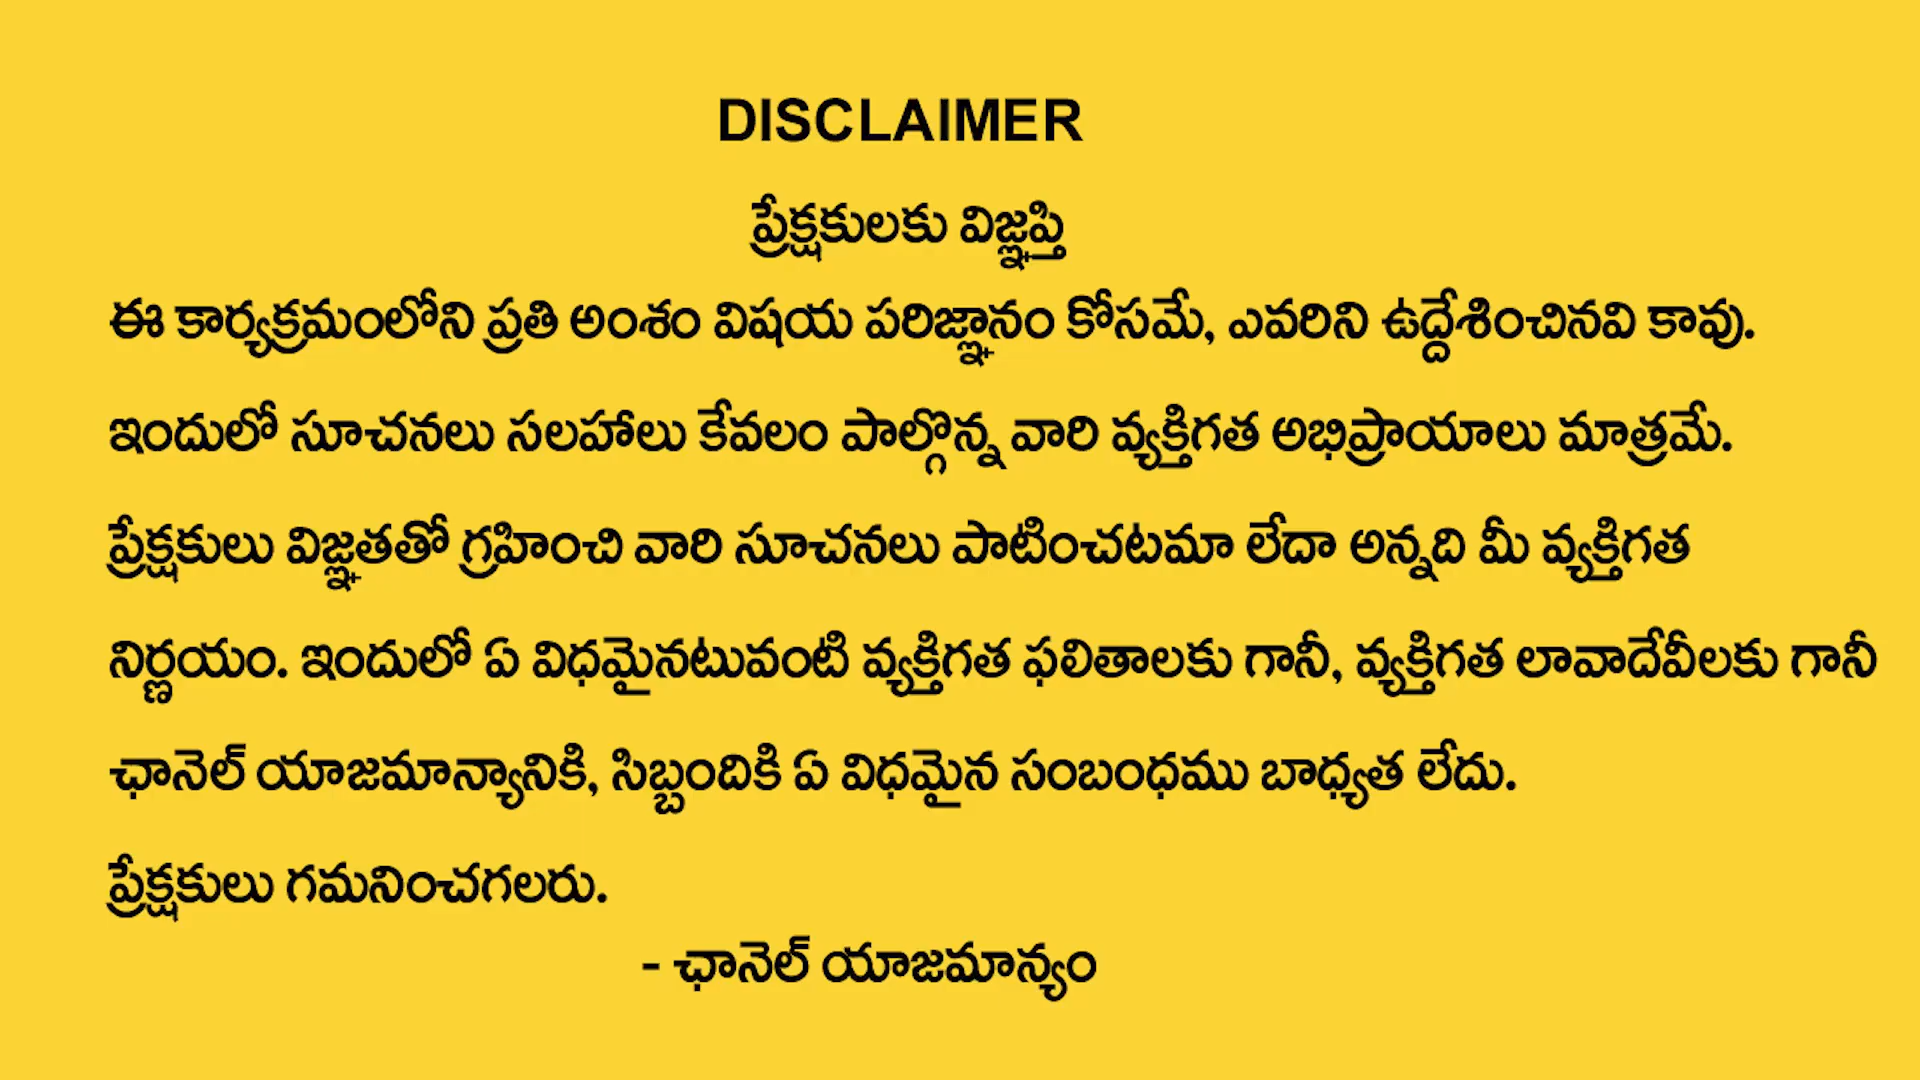 DISCLAIMER
ప్రేక్షకులకు విజ్ఞప్తి
ఈ కార్యక్రమంలోని ప్రతి అంశం విషయ పరిజ్ఞానం కోసమే, ఎవరిని ఉద్దేశించినవి కావు.
ఇందులో సూచనలు సలహాలు కేవలం పాల్గొన్న వారి వ్యక్తిగత అభిప్రాయాలు మాత్రమే.
ప్రేక్షకులు విజ్ఞతతో గ్రహించి వారి సూచనలు పాటించటమా లేదా అన్నది మీ వ్యక్తిగత
నిర్ణయం. ఇందులో ఏ విధమైనటువంటి వ్యక్తిగత ఫలితాలకు గానీ, వ్యక్తిగత లావాదేవీలకు గానీ
ఛానెల్ యాజమాన్యానికి, సిబ్బందికి ఏ విధమైన సంబంధము బాధ్యత లేదు.
ప్రేక్షకులు గమనించగలరు.
- ఛానెల్ యాజమాన్యం